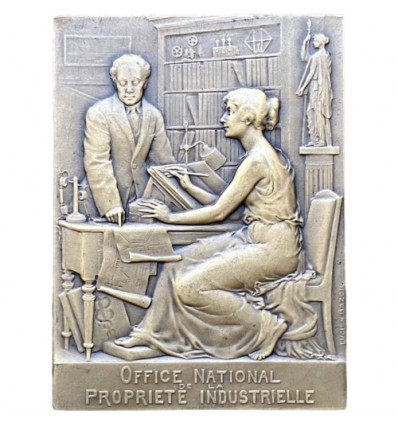 OFFICE NATIONAL
DE LA
PROPRIETÉ INDUSTRIELLE